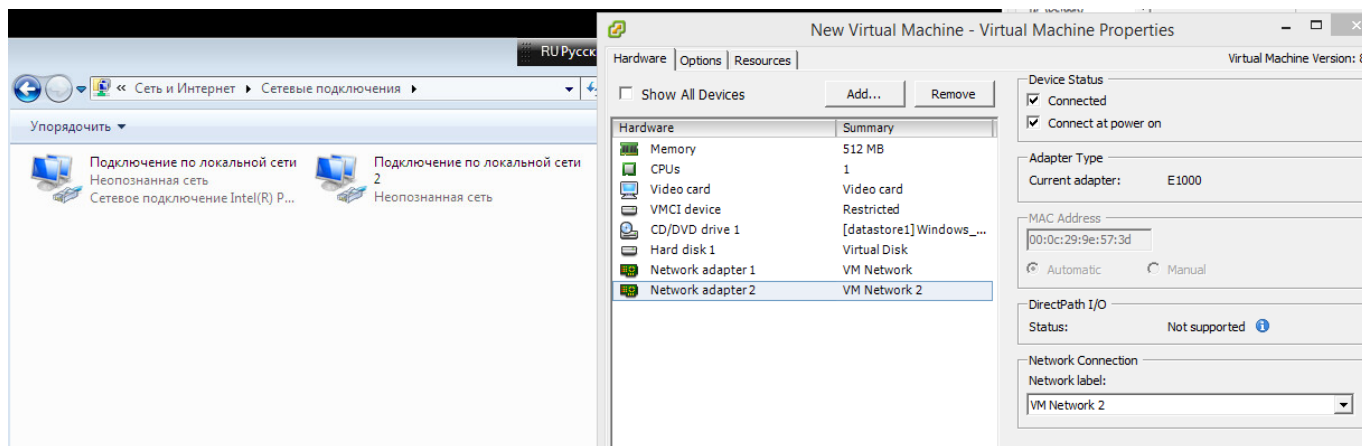 RU Русск
« Сеть и Интернет ▸ Сетевые подключения ▸
Упорядочить ▼
Подключение по локальной сети
Неопознанная сеть
Сетевое подключение Intel(R) P...
Подключение по локальной сети
2
Неопознанная сеть
New Virtual Machine - Virtual Machine Properties
Hardware Options Resources
Virtual Machine Version: 8
Show All Devices
Add...
Remove
Hardware Summary
Memory 512 MB
CPUs 1
Video card Video card
VMCI device Restricted
CD/DVD drive 1 [datastore1] Windows_...
Hard disk 1 Virtual Disk
Network adapter 1 VM Network
Network adapter 2 VM Network 2
Device Status
Connected
Connect at power on
Adapter Type
Current adapter: E1000
MAC Address
00:0c:29:9e:57:3d
Automatic Manual
DirectPath I/O
Status: Not supported
Network Connection
Network label:
VM Network 2